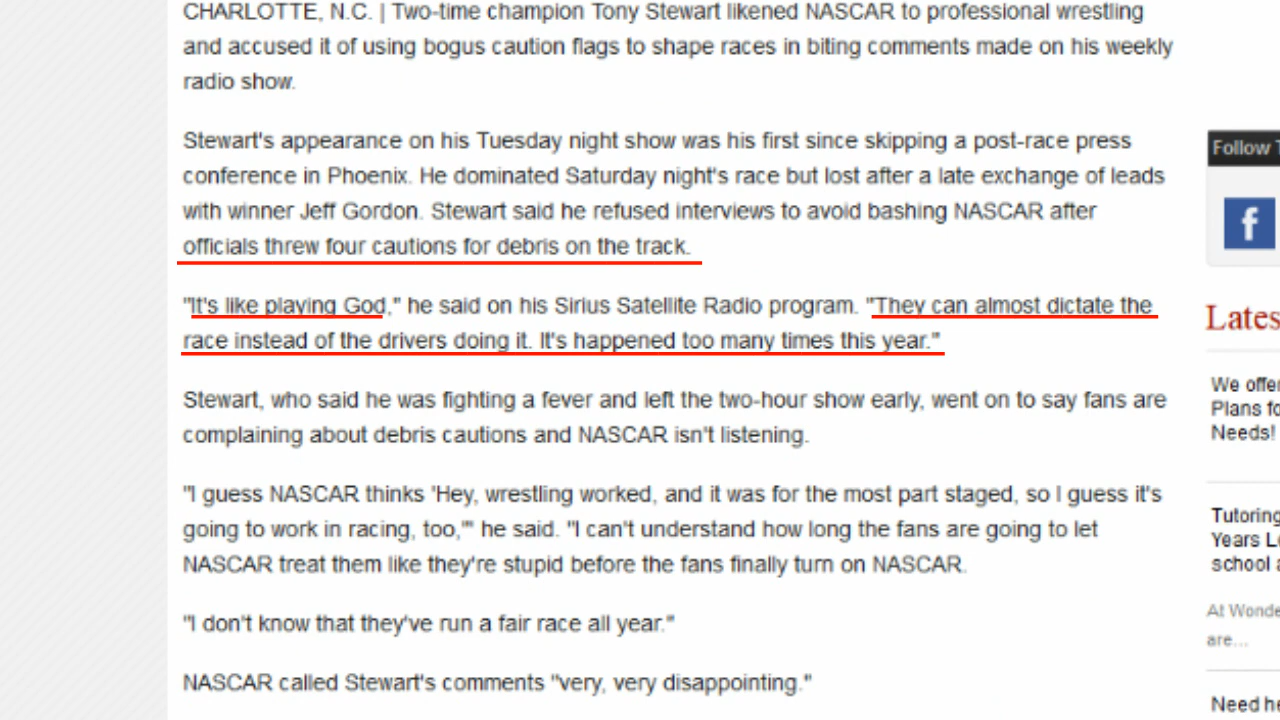 CHARLOTTE, N.C. | Two-time champion Tony Stewart likened NASCAR to professional wrestling
and accused it of using bogus caution flags to shape races in biting comments made on his weekly
radio show.
Stewart's appearance on his Tuesday night show was his first since skipping a post-race press
conference in Phoenix. He dominated Saturday night's race but lost after a late exchange of leads
with winner Jeff Gordon. Stewart said he refused interviews to avoid bashing NASCAR after
officials threw four cautions for debris on the track.
"It's like playing God," he said on his Sirius Satellite Radio program. "They can almost dictate the
race instead of the drivers doing it. It's happened too many times this year."
Stewart, who said he was fighting a fever and left the two-hour show early, went on to say fans are
complaining about debris cautions and NASCAR isn't listening.
"I guess NASCAR thinks 'Hey, wrestling worked, and it was for the most part staged, so I guess it's
going to work in racing, too,'" he said. "I can't understand how long the fans are going to let
NASCAR treat them like they're stupid before the fans finally turn on NASCAR.
"I don't know that they've run a fair race all year."
NASCAR called Stewart's comments "very, very disappointing."
Follow
f
Lates
We offe
Plans fo
Needs!
Tutoring
Years
school
At Wonde
are...
Need he